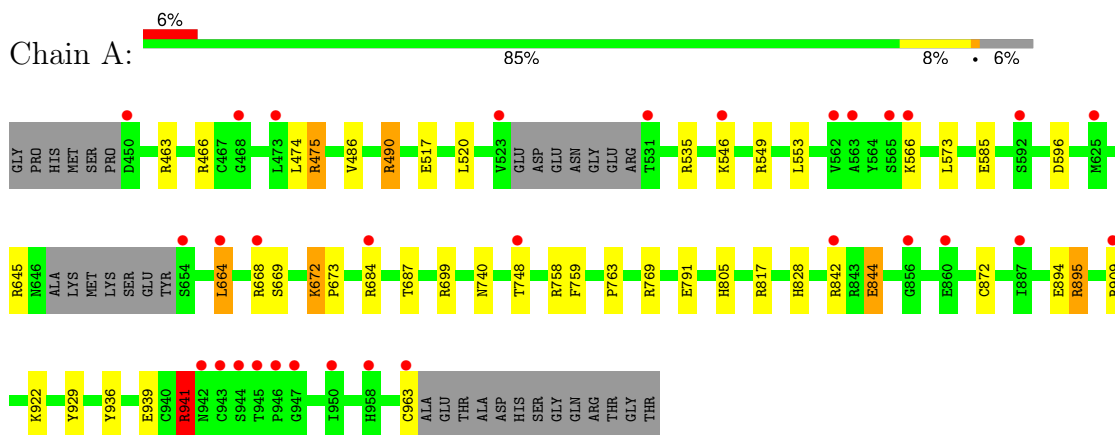 6%
Chain A:
85% 8% • 6%
GLY PRO HIS MET SER PRO D450 R463 R466 C467 G468 L473 L474 R475 V486 R490 E517 L520 V523 GLU ASP GLU ASN GLY GLU ARG T531 R535 K546 R549 L553 V562 A563 Y564 S565 K566 L573 E585 S592 D596 M625
R645 N646 ALA LYS MET LYS SER GLU TYR S654 L664 R668 S669 K672 P673 R684 T687 R699 N740 T748 R758 F759 P763 R769 E791 H805 R817 H828 R842 R843 E844 G856 E860 C872 I887 E894 R895 R909
K922 Y929 Y936 E939 C940 R941 N942 C943 S944 T945 P946 G947 I950 H958 C963 ALA GLU THR ALA ASP HIS SER GLY GLN ARG THR GLY THR